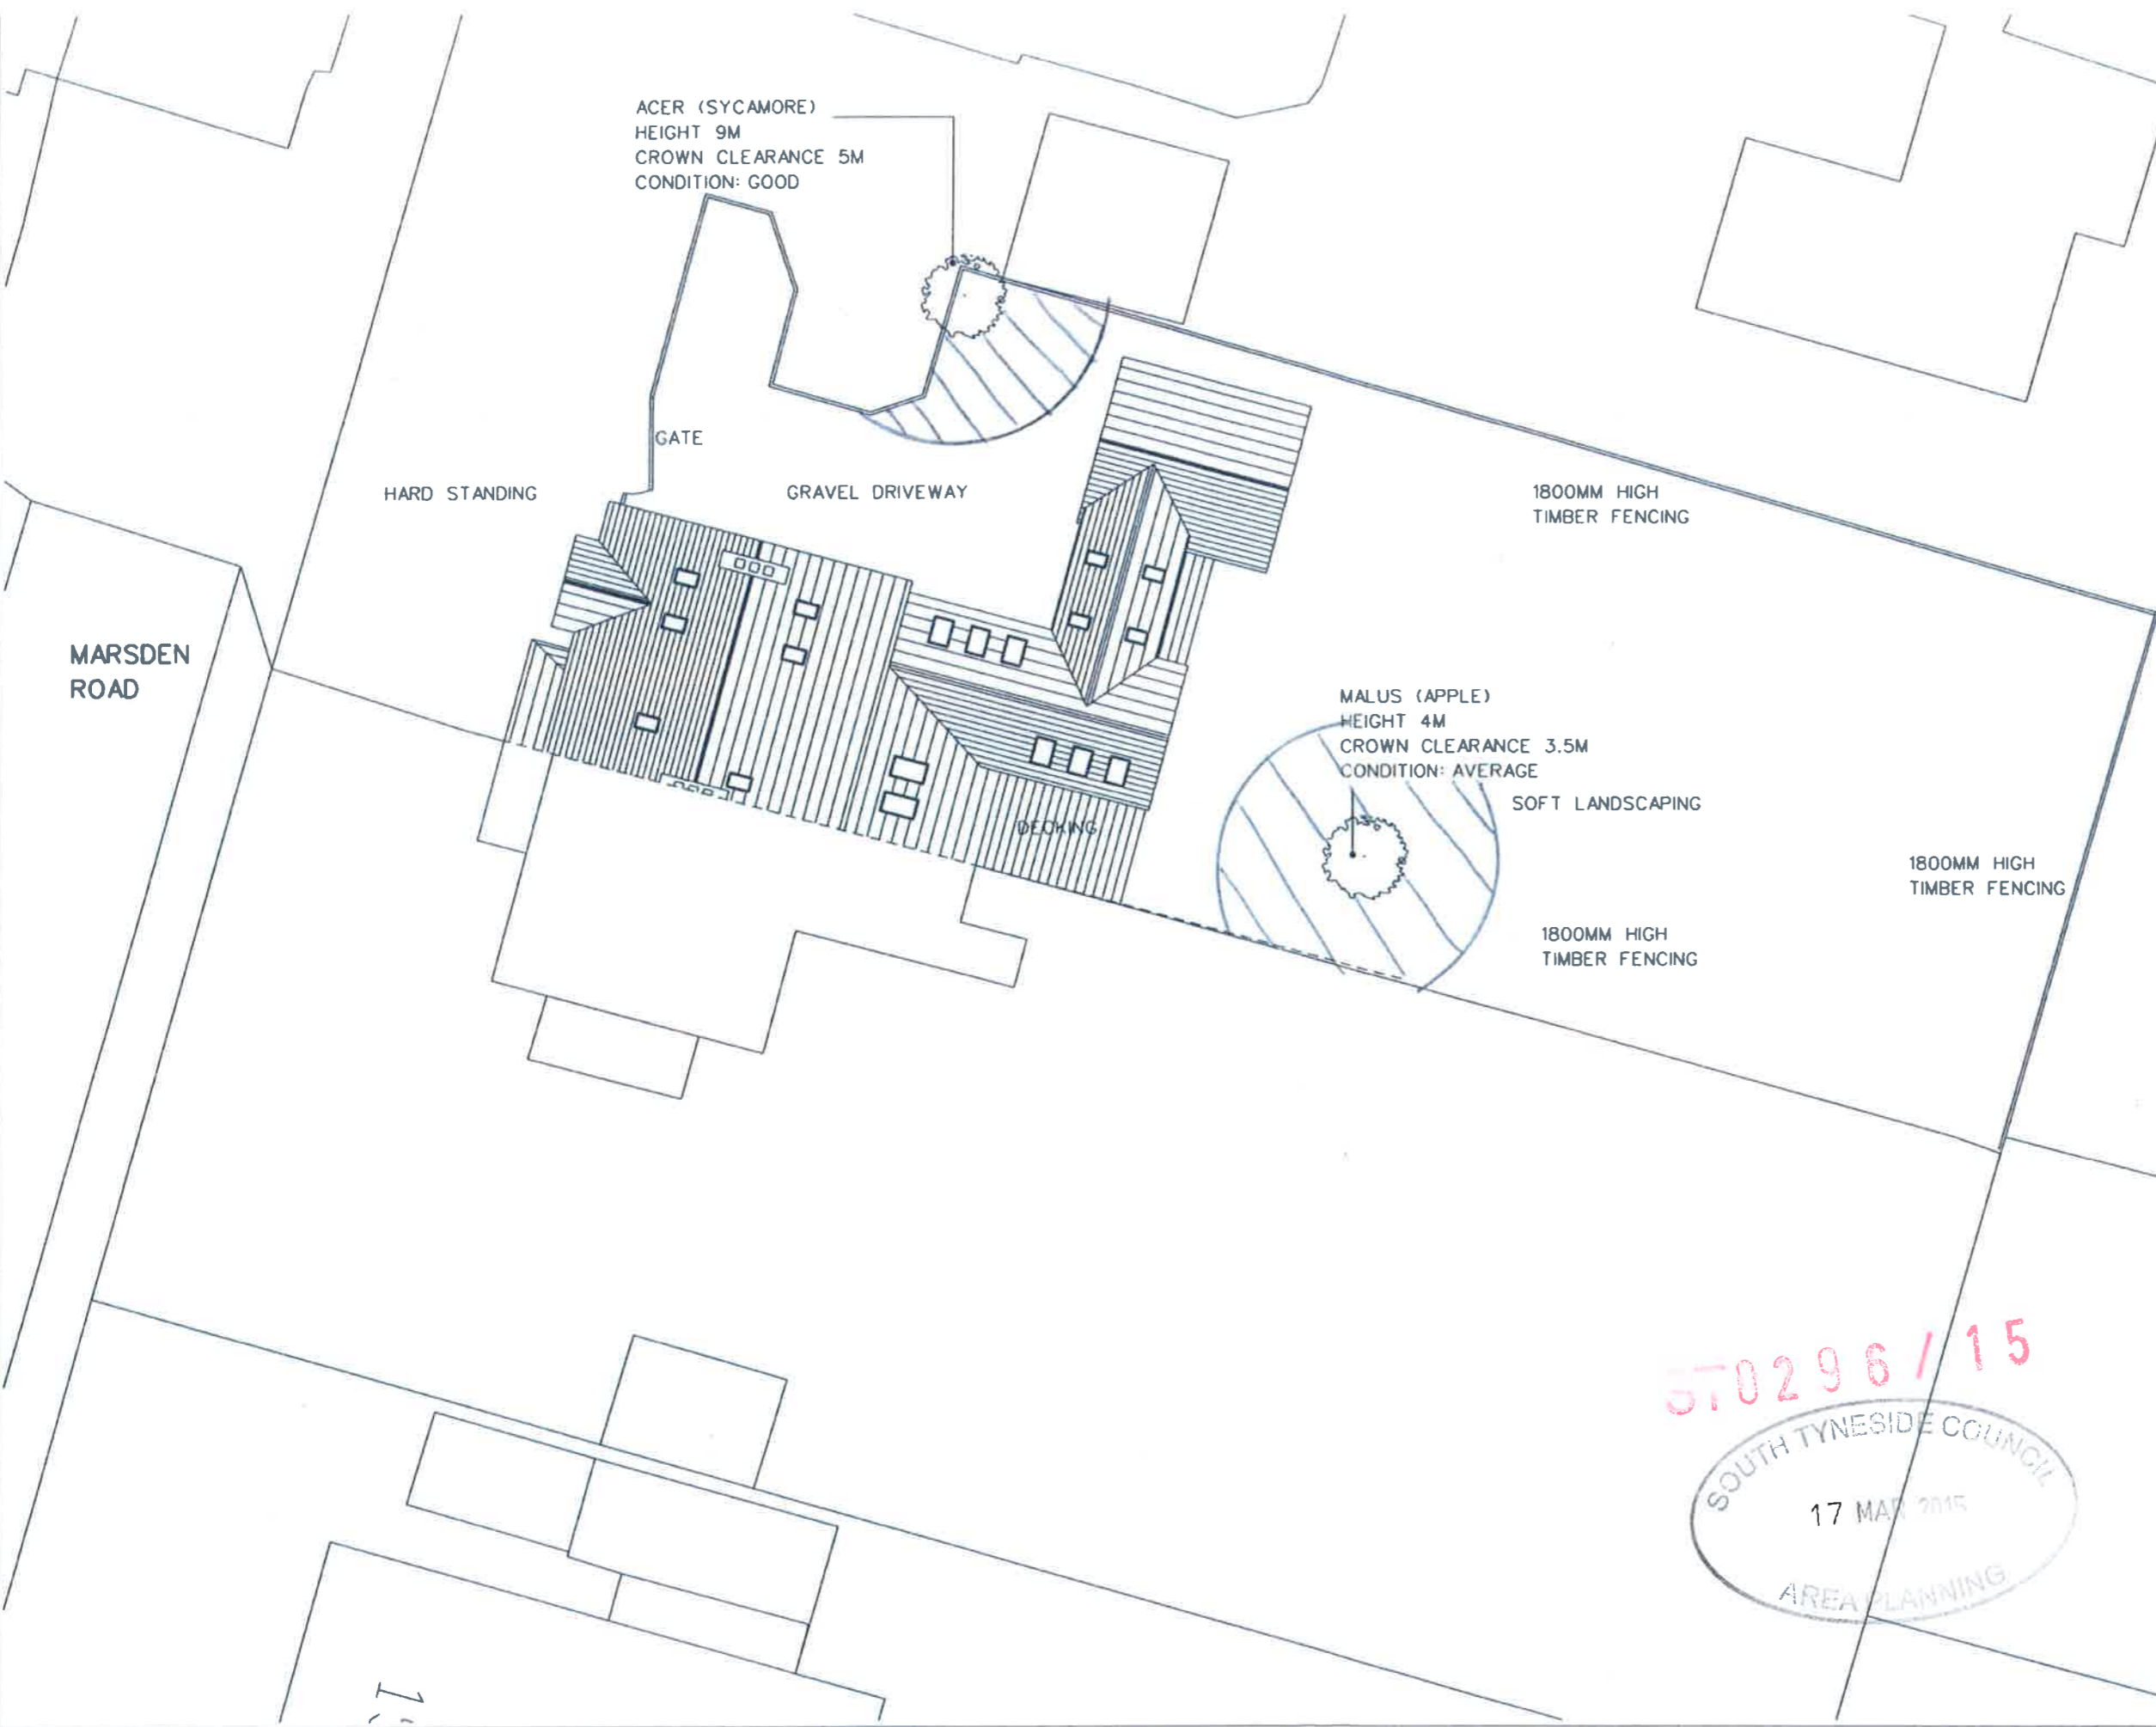 ACER (SYCAMORE)
HEIGHT 9M
CROWN CLEARANCE 5M
CONDITION: GOOD
GATE
HARD STANDING
GRAVEL DRIVEWAY
1800MM HIGH
TIMBER FENCING
MARSDEN
ROAD
MALUS (APPLE)
HEIGHT 4M
CROWN CLEARANCE 3.5M
CONDITION: AVERAGE
SOFT LANDSCAPING
DECKING
1800MM HIGH
TIMBER FENCING
1800MM HIGH
TIMBER FENCING
ST0296/15
SOUTH TYNESIDE COUNCIL
17 MAR 2015
AREA PLANNING